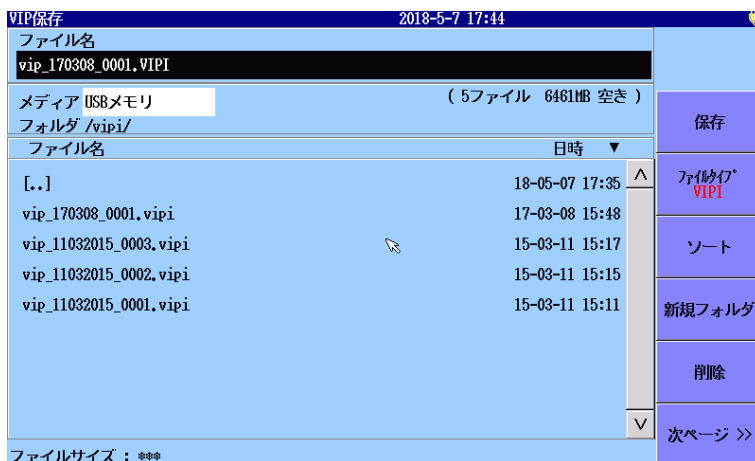 VIP保存 2018-5-7 17:44
ファイル名
vip_170308_0001.VIPI
メディア USBメモリ ( 5ファイル 6461MB 空き )
フォルダ /vipi/
ファイル名 日時 ▼
[..] 18-05-07 17:35
vip_170308_0001.vipi 17-03-08 15:48
vip_11032015_0003.vipi 15-03-11 15:17
vip_11032015_0002.vipi 15-03-11 15:15
vip_11032015_0001.vipi 15-03-11 15:11
ファイルサイズ : ***
保存
ファイルタイプ
VIPI
ソート
新規フォルダ
削除
次ページ >>